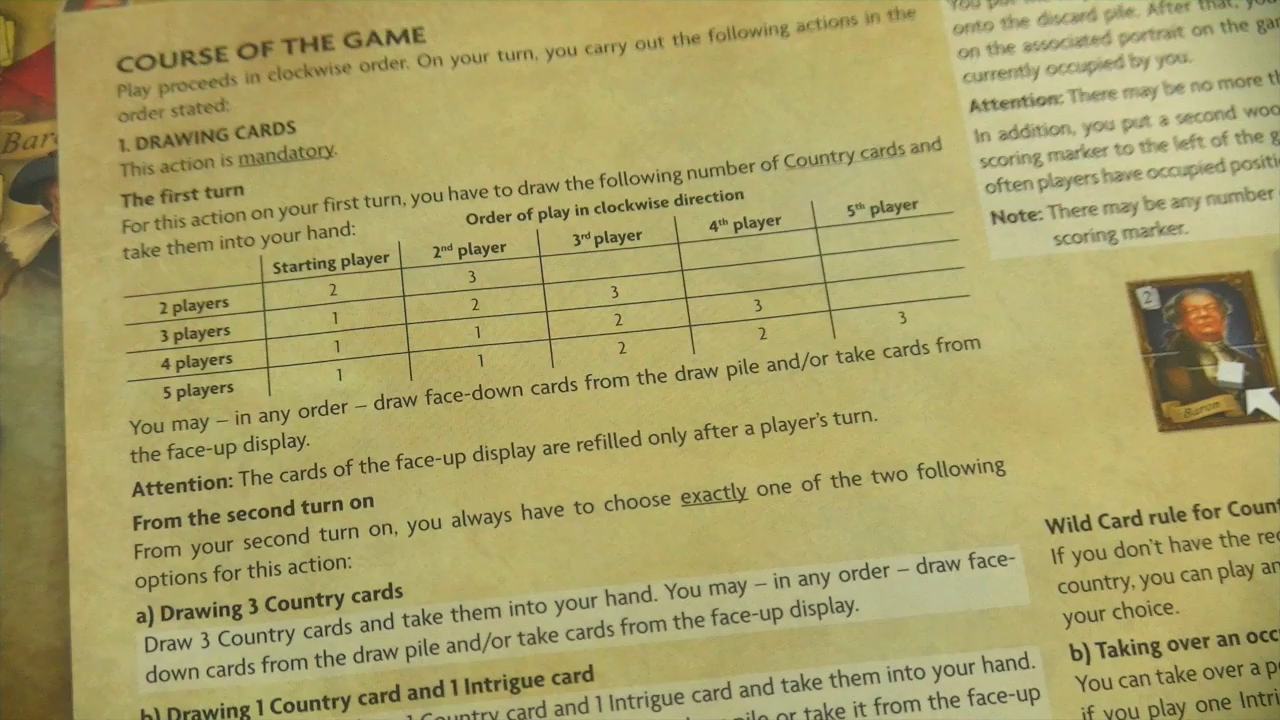 COURSE OF THE GAME
Play proceeds in clockwise order. On your turn, you carry out the following actions in the
order stated:
1. DRAWING CARDS
This action is mandatory.
The first turn
For this action on your first turn, you have to draw the following number of Country cards and
take them into your hand:
Order of play in clockwise direction
Starting player 2nd player 3rd player 4th player 5th player
2 players 2 3
3 players 1 2 3
4 players 1 1 2 3
5 players 1 1 2 2 3
You may – in any order – draw face-down cards from the draw pile and/or take cards from
the face-up display.
Attention: The cards of the face-up display are refilled only after a player's turn.
From the second turn on
From your second turn on, you always have to choose exactly one of the two following
options for this action:
a) Drawing 3 Country cards
Draw 3 Country cards and take them into your hand. You may – in any order – draw face-
down cards from the draw pile and/or take cards from the face-up display.
b) Drawing 1 Country card and 1 Intrigue card
1 Country card and 1 Intrigue card and take them into your hand.
or take it from the face-up
onto the discard pile. After that, you
on the associated portrait on the
currently occupied by you.
Attention: There may be no more
In addition, you put a second
scoring marker to the left of the
often players have occupied
Note: There may be any number
scoring marker.
2
Baron
Wild Card rule for
If you don't have the
country, you can play
your choice.
b) Taking over an
You can take over a
if you play one